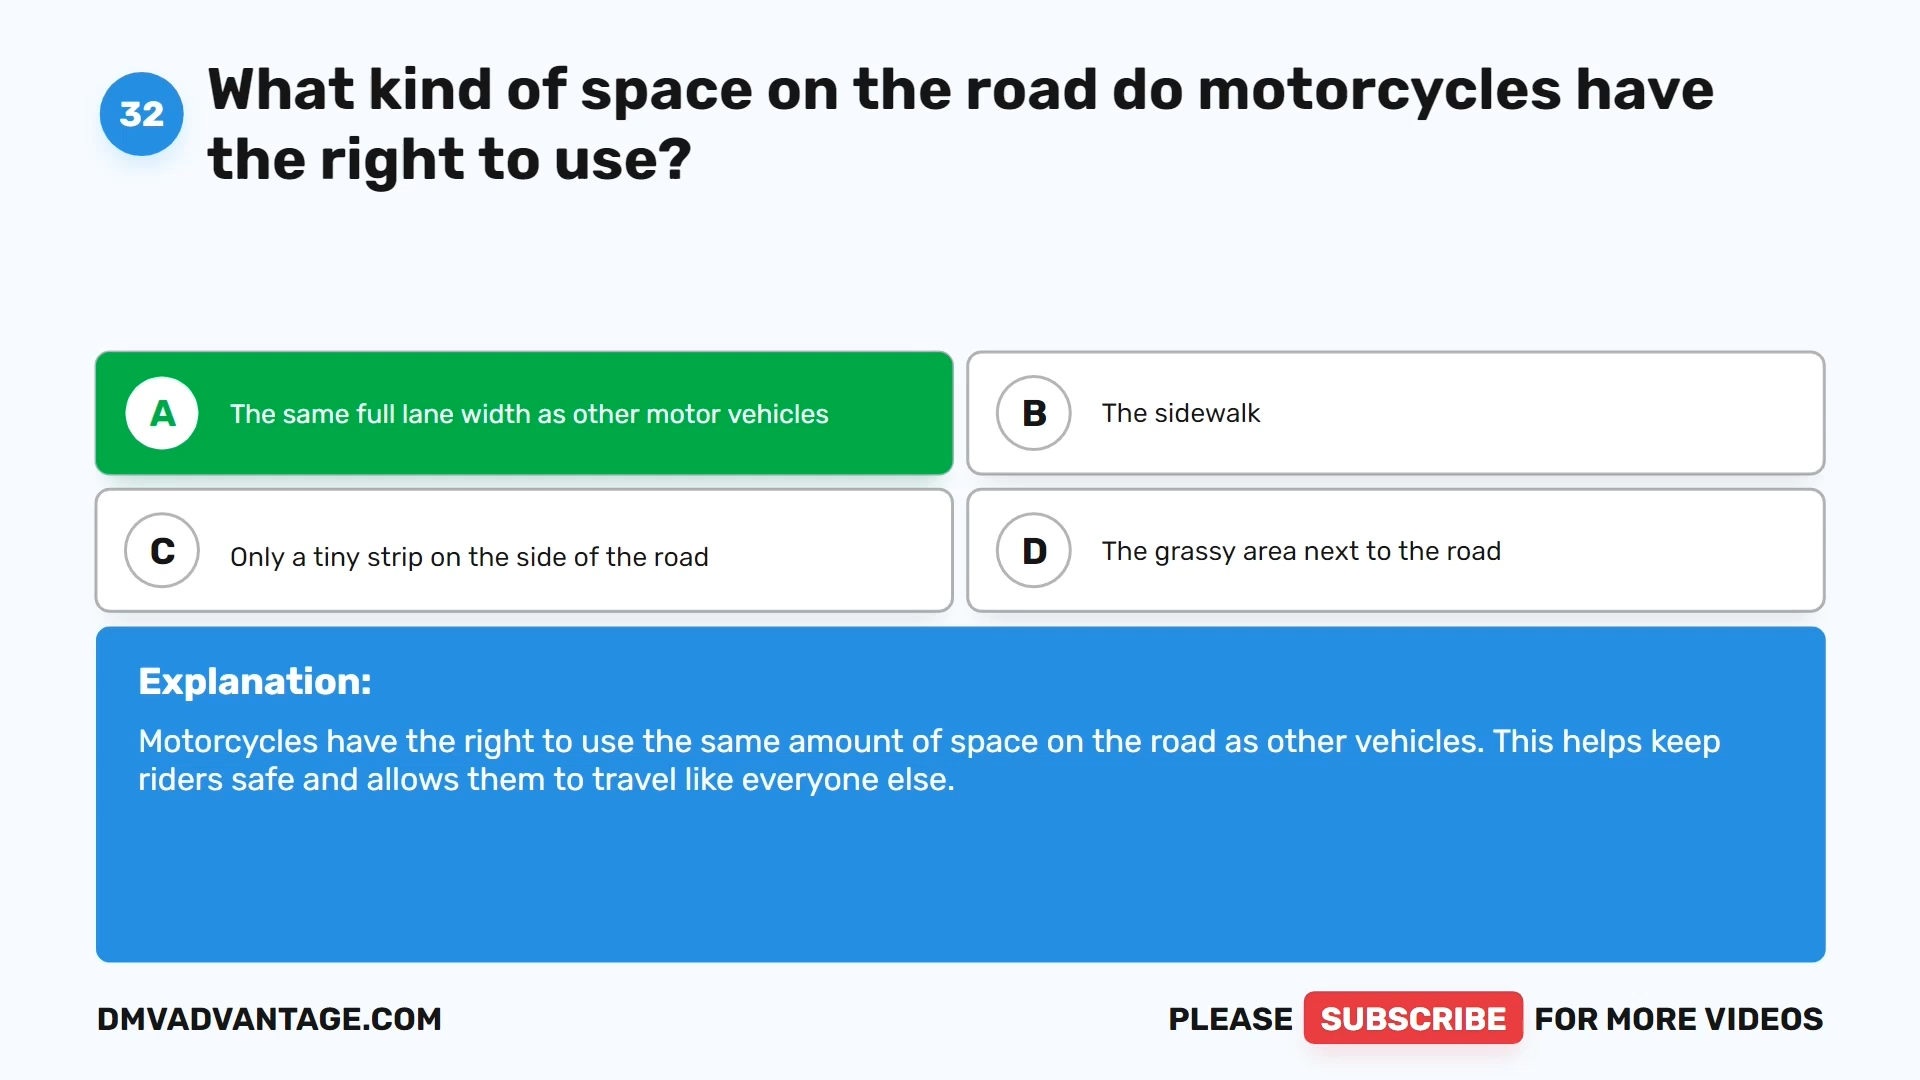 32
What kind of space on the road do motorcycles have
the right to use?
A
The same full lane width as other motor vehicles
B
The sidewalk
C
Only a tiny strip on the side of the road
D
The grassy area next to the road
Explanation:
Motorcycles have the right to use the same amount of space on the road as other vehicles. This helps keep
riders safe and allows them to travel like everyone else.
DMVADVANTAGE.COM
PLEASE SUBSCRIBE FOR MORE VIDEOS